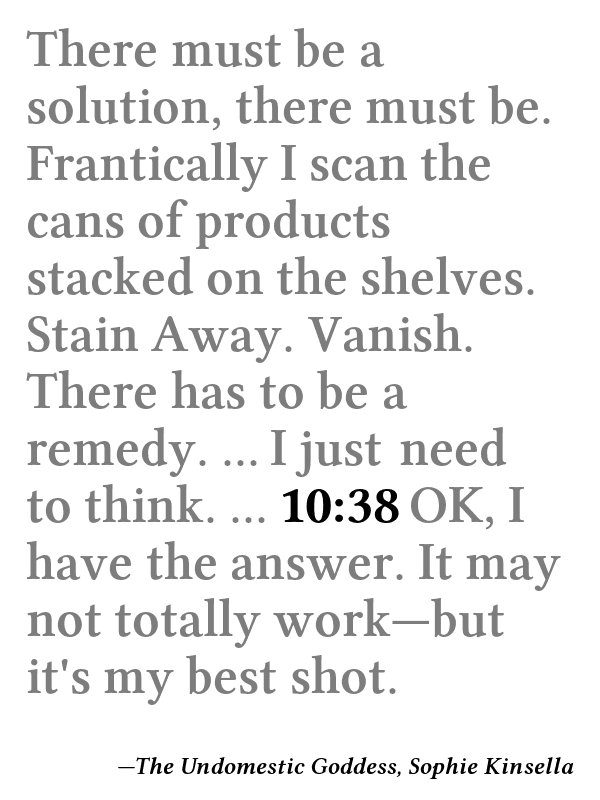 There must be a
solution, there must be.
Frantically I scan the
cans of products
stacked on the shelves.
Stain Away. Vanish.
There has to be a
remedy. ... I just need
to think. ... 10:38 OK, I
have the answer. It may
not totally work—but
it's my best shot.
—The Undomestic Goddess, Sophie Kinsella